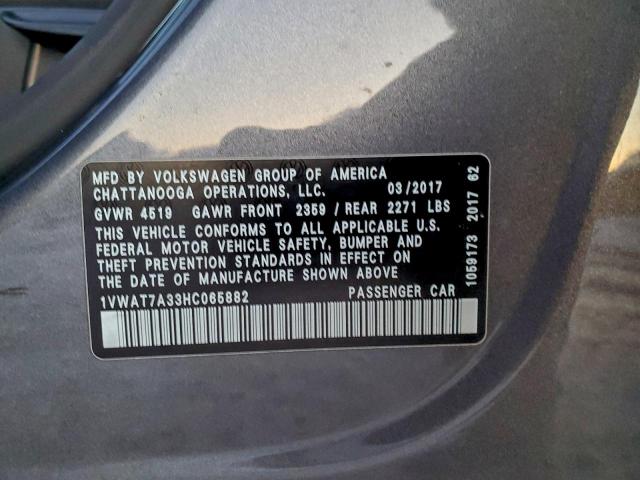 MFD BY VOLKSWAGEN GROUP OF AMERICA
CHATTANOOGA OPERATIONS, LLC. 03/2017
GVWR 4519 GAWR FRONT 2359 / REAR 2271 LBS
THIS VEHICLE CONFORMS TO ALL APPLICABLE U.S.
FEDERAL MOTOR VEHICLE SAFETY, BUMPER AND
THEFT PREVENTION STANDARDS IN EFFECT ON
THE DATE OF MANUFACTURE SHOWN ABOVE
1VWAT7A33HC065882 PASSENGER CAR
1059173 2017 62